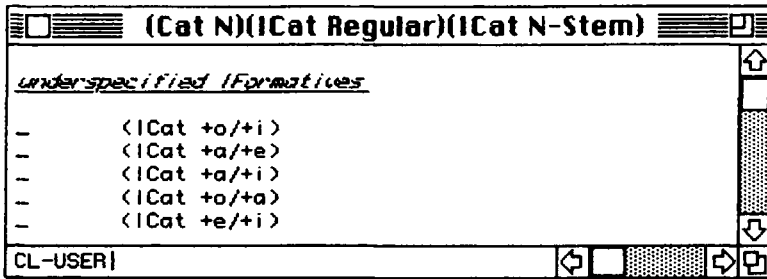 (Cat N)(ICat Regular)(ICat N-Stem)
underspecified IFormatives
_ (ICat +o/+i)
_ (ICat +a/+e)
_ (ICat +a/+i)
_ (ICat +o/+a)
_ (ICat +e/+i)
CL-USER